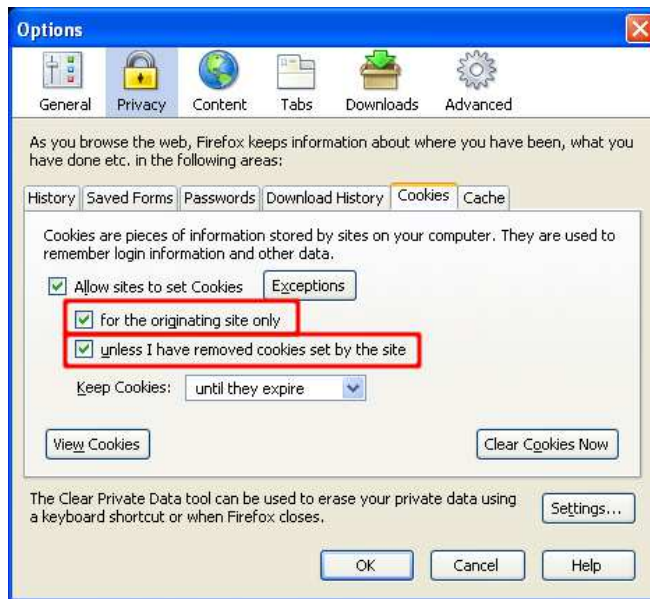 Options
General Privacy Content Tabs Downloads Advanced
As you browse the web, Firefox keeps information about where you have been, what you
have done etc. in the following areas:
History Saved Forms Passwords Download History Cookies Cache
Cookies are pieces of information stored by sites on your computer. They are used to
remember login information and other data.
Allow sites to set Cookies Exceptions
for the originating site only
unless I have removed cookies set by the site
Keep Cookies: until they expire
View Cookies Clear Cookies Now
The Clear Private Data tool can be used to erase your private data using
a keyboard shortcut or when Firefox closes.
Settings...
OK Cancel Help